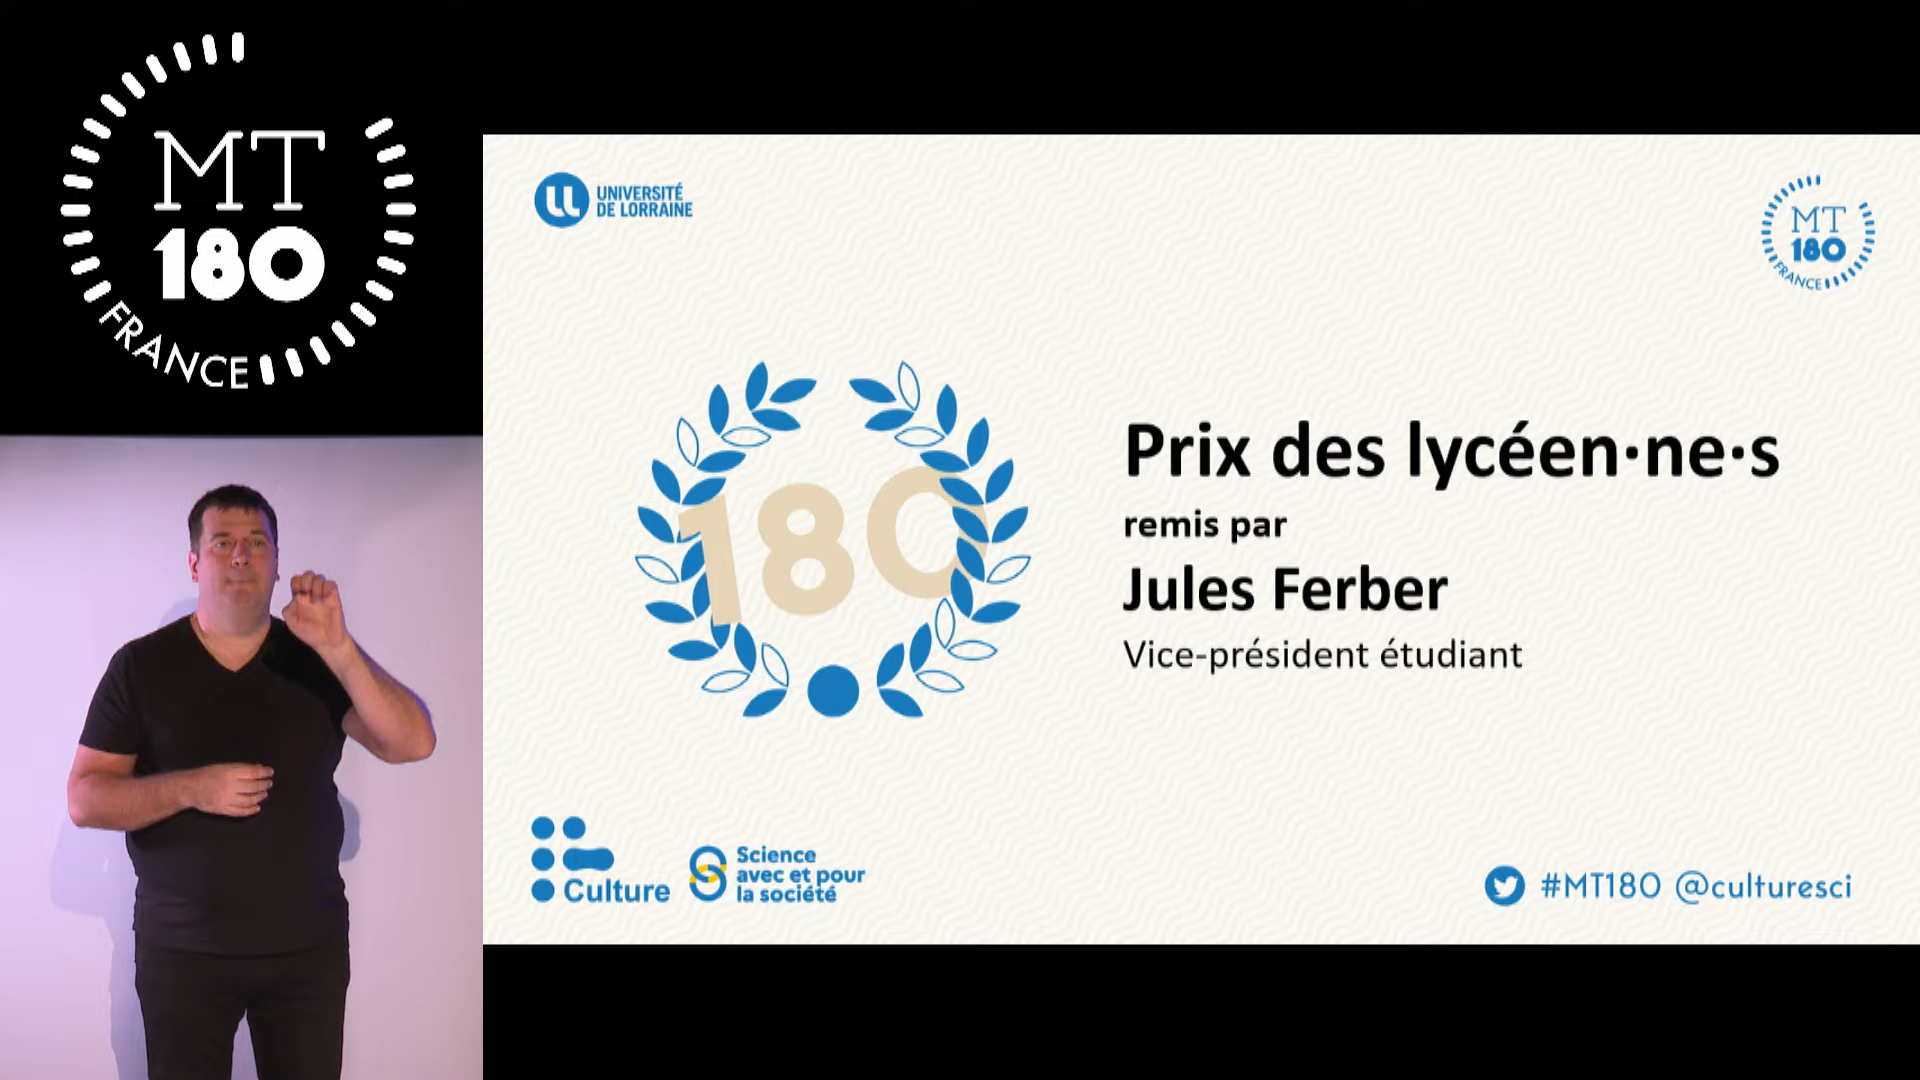 MT
180
FRANCE
UNIVERSITÉ
DE LORRAINE
MT
180
FRANCE
180
Prix des lycéen·ne·s
remis par
Jules Ferber
Vice-président étudiant
Culture
Science
avec et pour
la société
#MT180 @culturesci